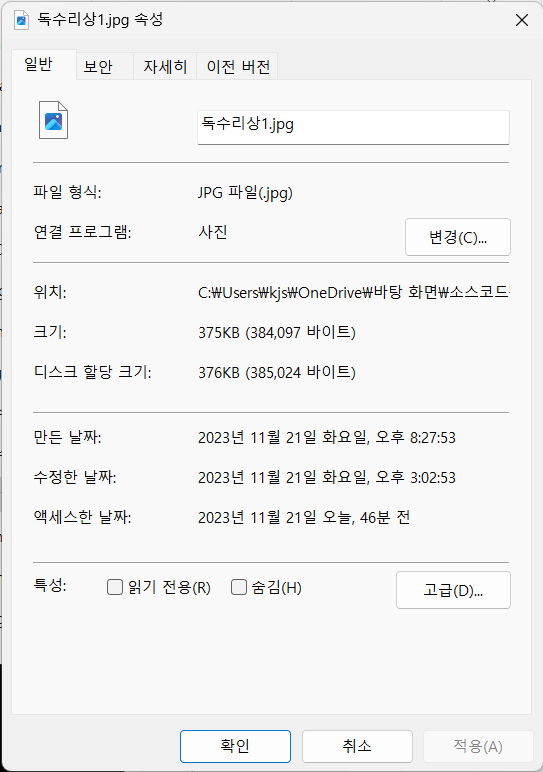 독수리상1.jpg 속성
일반 보안 자세히 이전 버전
독수리상1.jpg
파일 형식: JPG 파일(.jpg)
연결 프로그램: 사진 변경(C)...
위치: C:₩Users₩kjs₩OneDrive₩바탕 화면₩소스코드
크기: 375KB (384,097 바이트)
디스크 할당 크기: 376KB (385,024 바이트)
만든 날짜: 2023년 11월 21일 화요일, 오후 8:27:53
수정한 날짜: 2023년 11월 21일 화요일, 오후 3:02:53
액세스한 날짜: 2023년 11월 21일 오늘, 46분 전
특성: 읽기 전용(R) 숨김(H) 고급(D)...
확인 취소 적용(A)